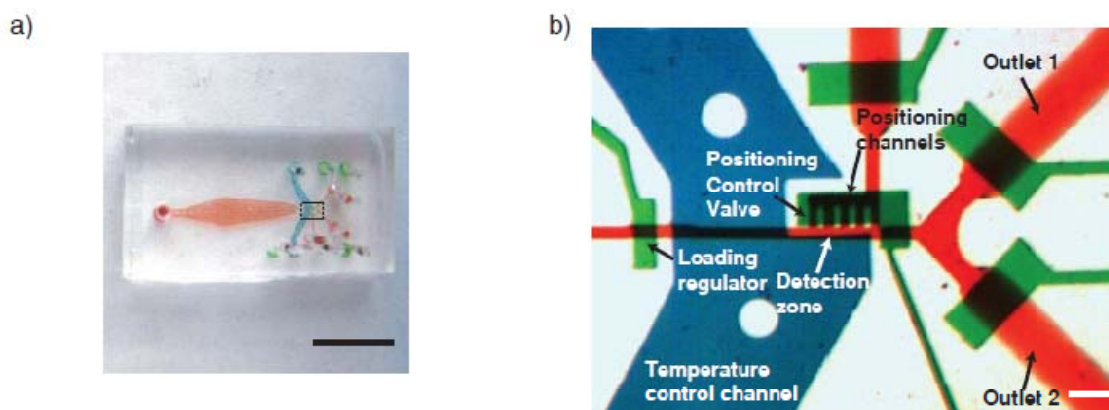 a)
b)
Outlet 1
Positioning
channels
Positioning
Control
Valve
Loading
regulator
Detection
zone
Temperature
control channel
Outlet 2